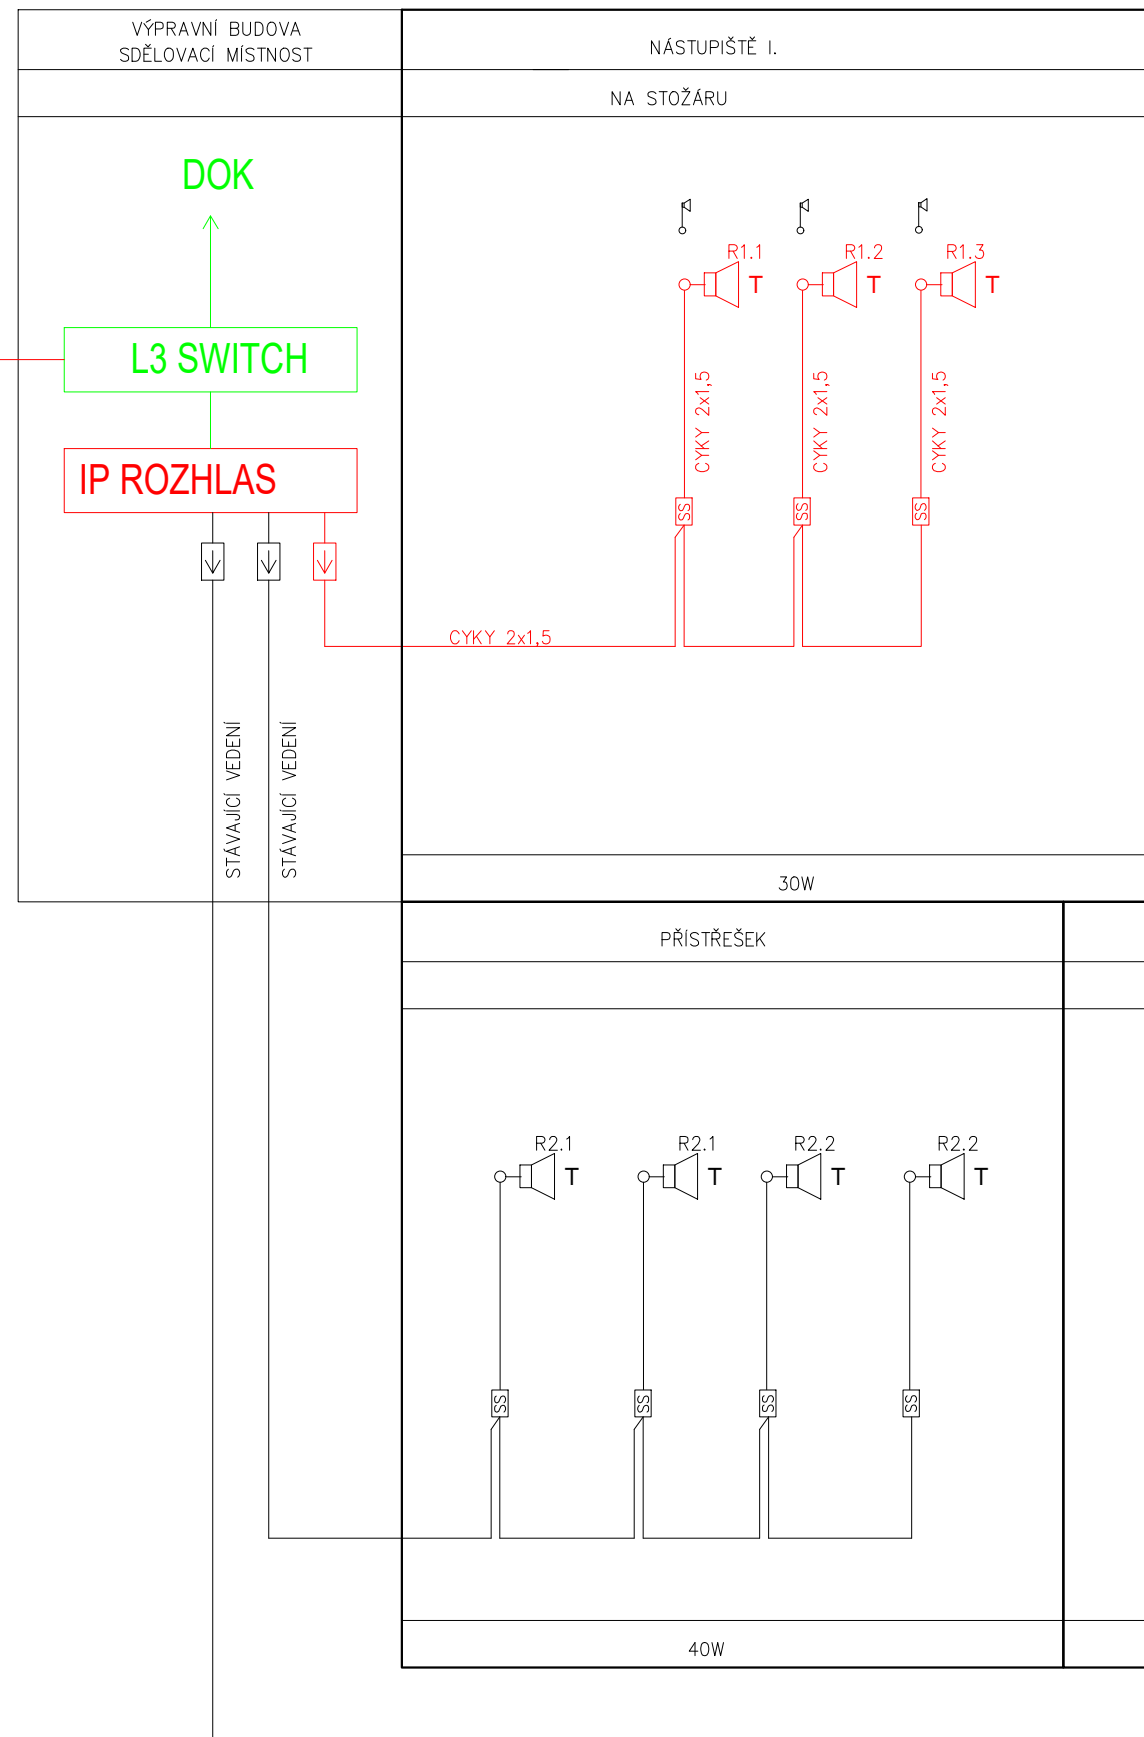 VÝPRAVNÍ BUDOVA
SDĚLOVACÍ MÍSTNOST
NÁSTUPIŠTĚ I.
NA STOŽÁRU
DOK
L3 SWITCH
IP ROZHLAS
R1.1
T
R1.2
T
R1.3
T
CYKY 2x1,5
CYKY 2x1,5
CYKY 2x1,5
SS
SS
SS
CYKY 2x1,5
STÁVAJÍCÍ VEDENÍ
STÁVAJÍCÍ VEDENÍ
30W
PŘÍSTŘEŠEK
R2.1
T
R2.1
T
R2.2
T
R2.2
T
SS
SS
SS
SS
40W